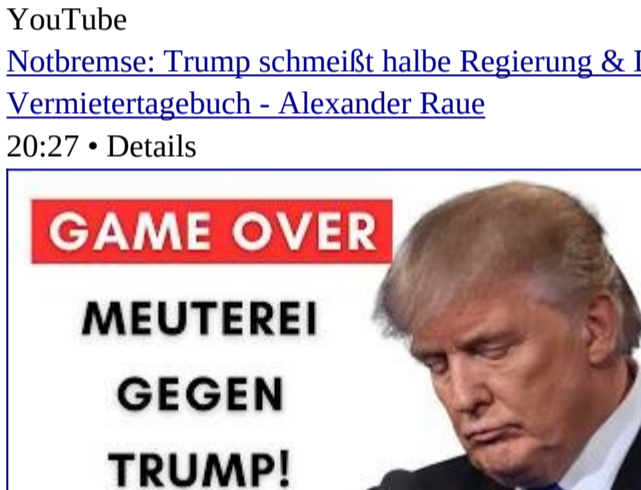 YouTube
Notbremse: Trump schmeißt halbe Regierung &
Vermietertagebuch - Alexander Raue
20:27 • Details
GAME OVER
MEUTEREI
GEGEN
TRUMP!